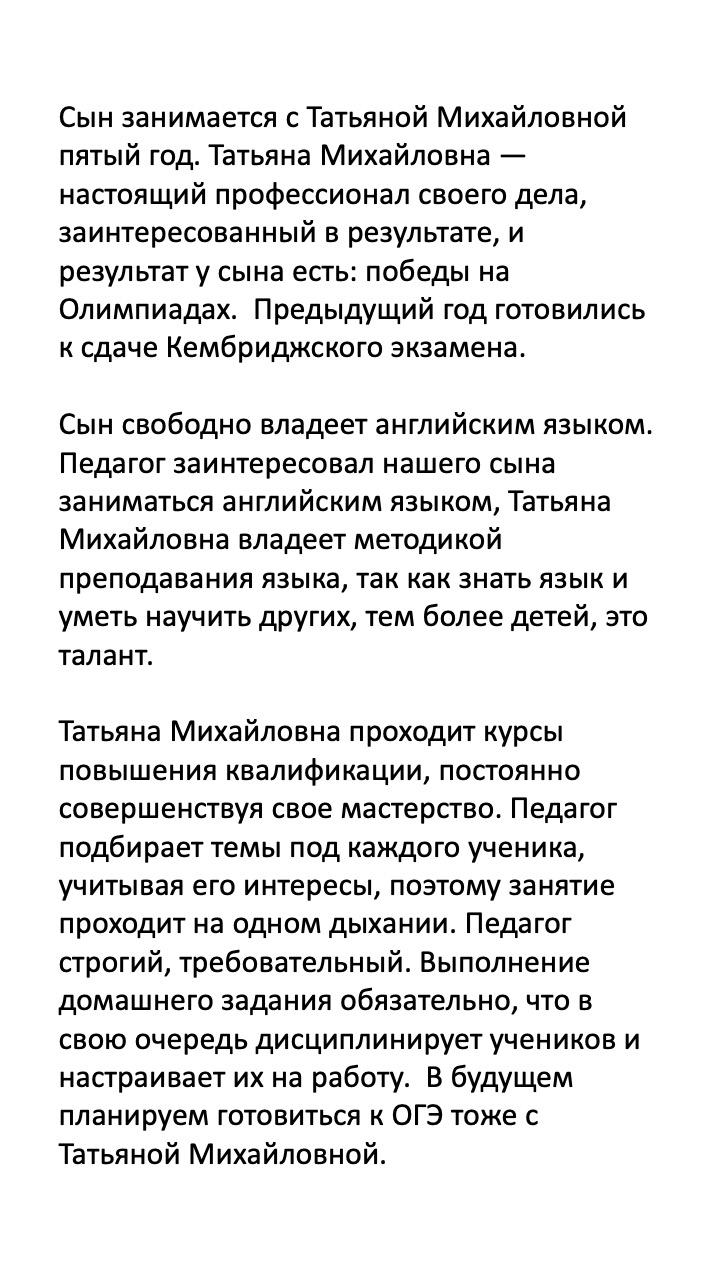 Сын занимается с Татьяной Михайловной
пятый год. Татьяна Михайловна —
настоящий профессионал своего дела,
заинтересованный в результате, и
результат у сына есть: победы на
Олимпиадах.  Предыдущий год готовились
к сдаче Кембриджского экзамена.

Сын свободно владеет английским языком.
Педагог заинтересовал нашего сына
заниматься английским языком, Татьяна
Михайловна владеет методикой
преподавания языка, так как знать язык и
уметь научить других, тем более детей, это
талант.

Татьяна Михайловна проходит курсы
повышения квалификации, постоянно
совершенствуя свое мастерство. Педагог
подбирает темы под каждого ученика,
учитывая его интересы, поэтому занятие
проходит на одном дыхании. Педагог
строгий, требовательный. Выполнение
домашнего задания обязательно, что в
свою очередь дисциплинирует учеников и
настраивает их на работу.  В будущем
планируем готовиться к ОГЭ тоже с
Татьяной Михайловной.